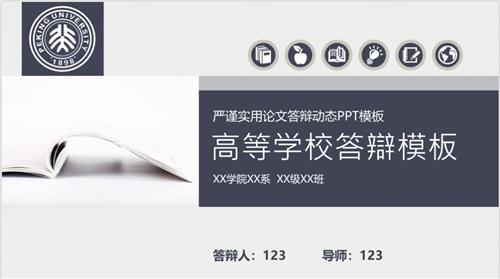 PEKING UNIVERSITY
1898
严谨实用论文答辩动态PPT模板
高等学校答辩模板
XX学院XX系 XX级XX班
答辩人：123 导师：123